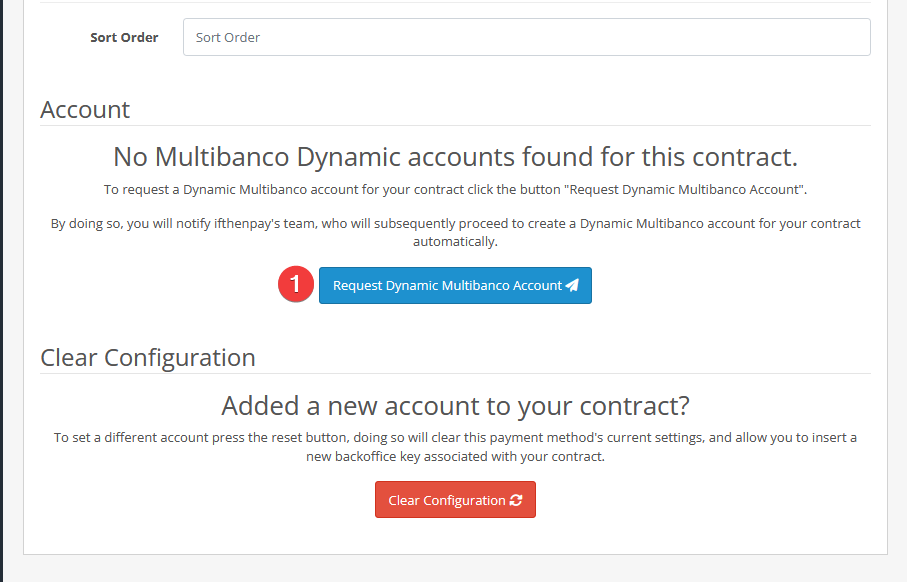 Sort Order
Sort Order
Account
No Multibanco Dynamic accounts found for this contract.
To request a Dynamic Multibanco account for your contract click the button "Request Dynamic Multibanco Account".
By doing so, you will notify ifthenpay's team, who will subsequently proceed to create a Dynamic Multibanco account for your contract
automatically.
1
Request Dynamic Multibanco Account
Clear Configuration
Added a new account to your contract?
To set a different account press the reset button, doing so will clear this payment method's current settings, and allow you to insert a
new backoffice key associated with your contract.
Clear Configuration